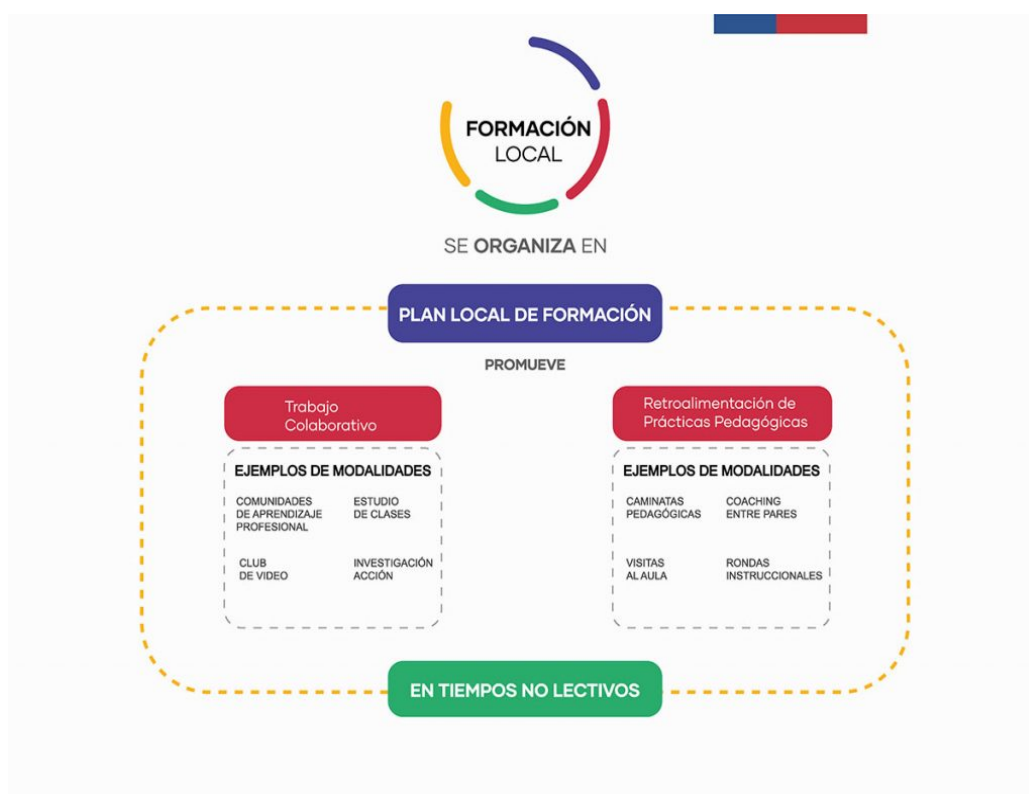 FORMACIÓN
LOCAL
SE ORGANIZA EN
PLAN LOCAL DE FORMACIÓN
PROMUEVE
Trabajo
Colaborativo
EJEMPLOS DE MODALIDADES
COMUNIDADES
DE APRENDIZAJE
PROFESIONAL
ESTUDIO
DE CLASES
CLUB
DE VIDEO
INVESTIGACIÓN
ACCIÓN
Retroalimentación de
Prácticas Pedagógicas
EJEMPLOS DE MODALIDADES
CAMINATAS
PEDAGÓGICAS
COACHING
ENTRE PARES
VISITAS
AL AULA
RONDAS
INSTRUCCIONALES
EN TIEMPOS NO LECTIVOS